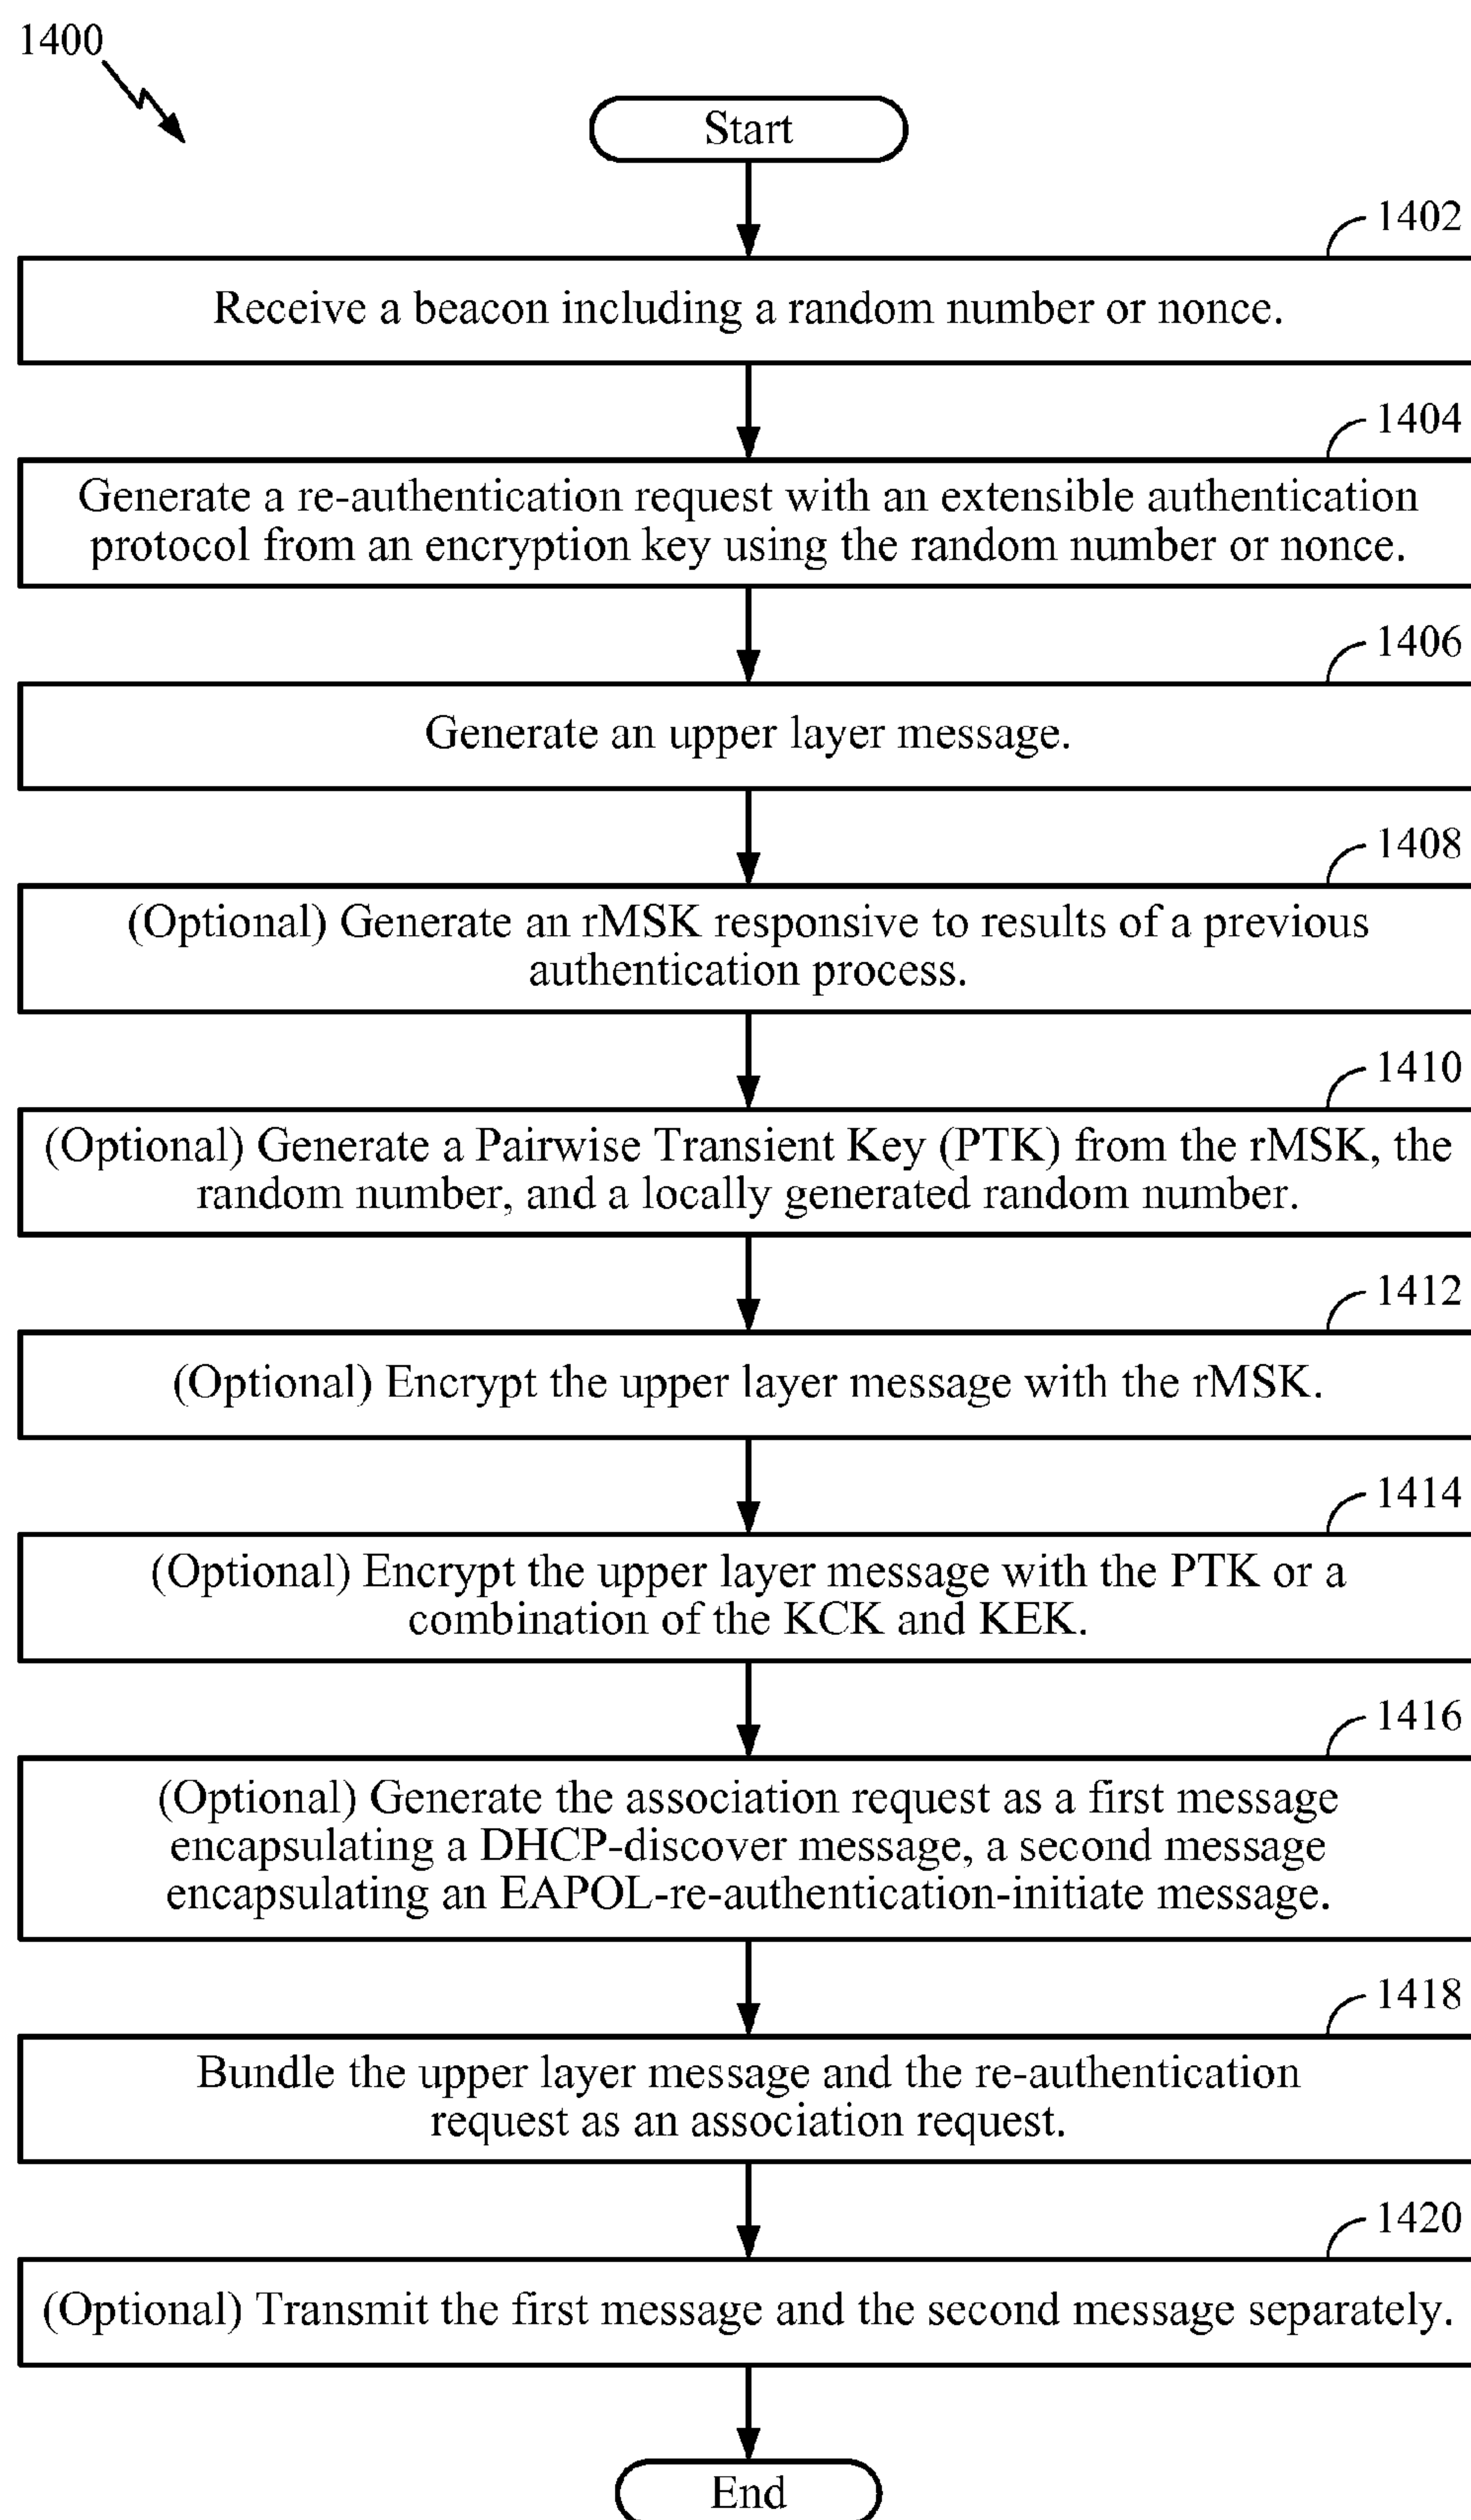 1400
Start
1402
Receive a beacon including a random number or nonce.
1404
Generate a re-authentication request with an extensible authentication
protocol from an encryption key using the random number or nonce.
1406
Generate an upper layer message.
1408
(Optional) Generate an rMSK responsive to results of a previous
authentication process.
1410
(Optional) Generate a Pairwise Transient Key (PTK) from the rMSK, the
random number, and a locally generated random number.
1412
(Optional) Encrypt the upper layer message with the rMSK.
1414
(Optional) Encrypt the upper layer message with the PTK or a
combination of the KCK and KEK.
1416
(Optional) Generate the association request as a first message
encapsulating a DHCP-discover message, a second message
encapsulating an EAPOL-re-authentication-initiate message.
1418
Bundle the upper layer message and the re-authentication
request as an association request.
1420
(Optional) Transmit the first message and the second message separately.
End